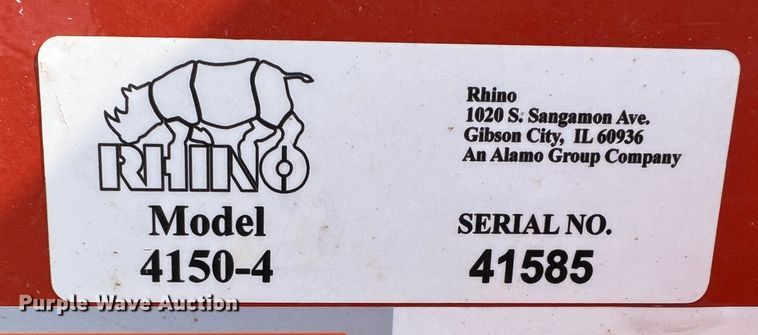 RHINO
Model
4150-4
Rhino
1020 S. Sangamon Ave.
Gibson City, IL 60936
An Alamo Group Company
SERIAL NO.
41585
Purple Wave Auction